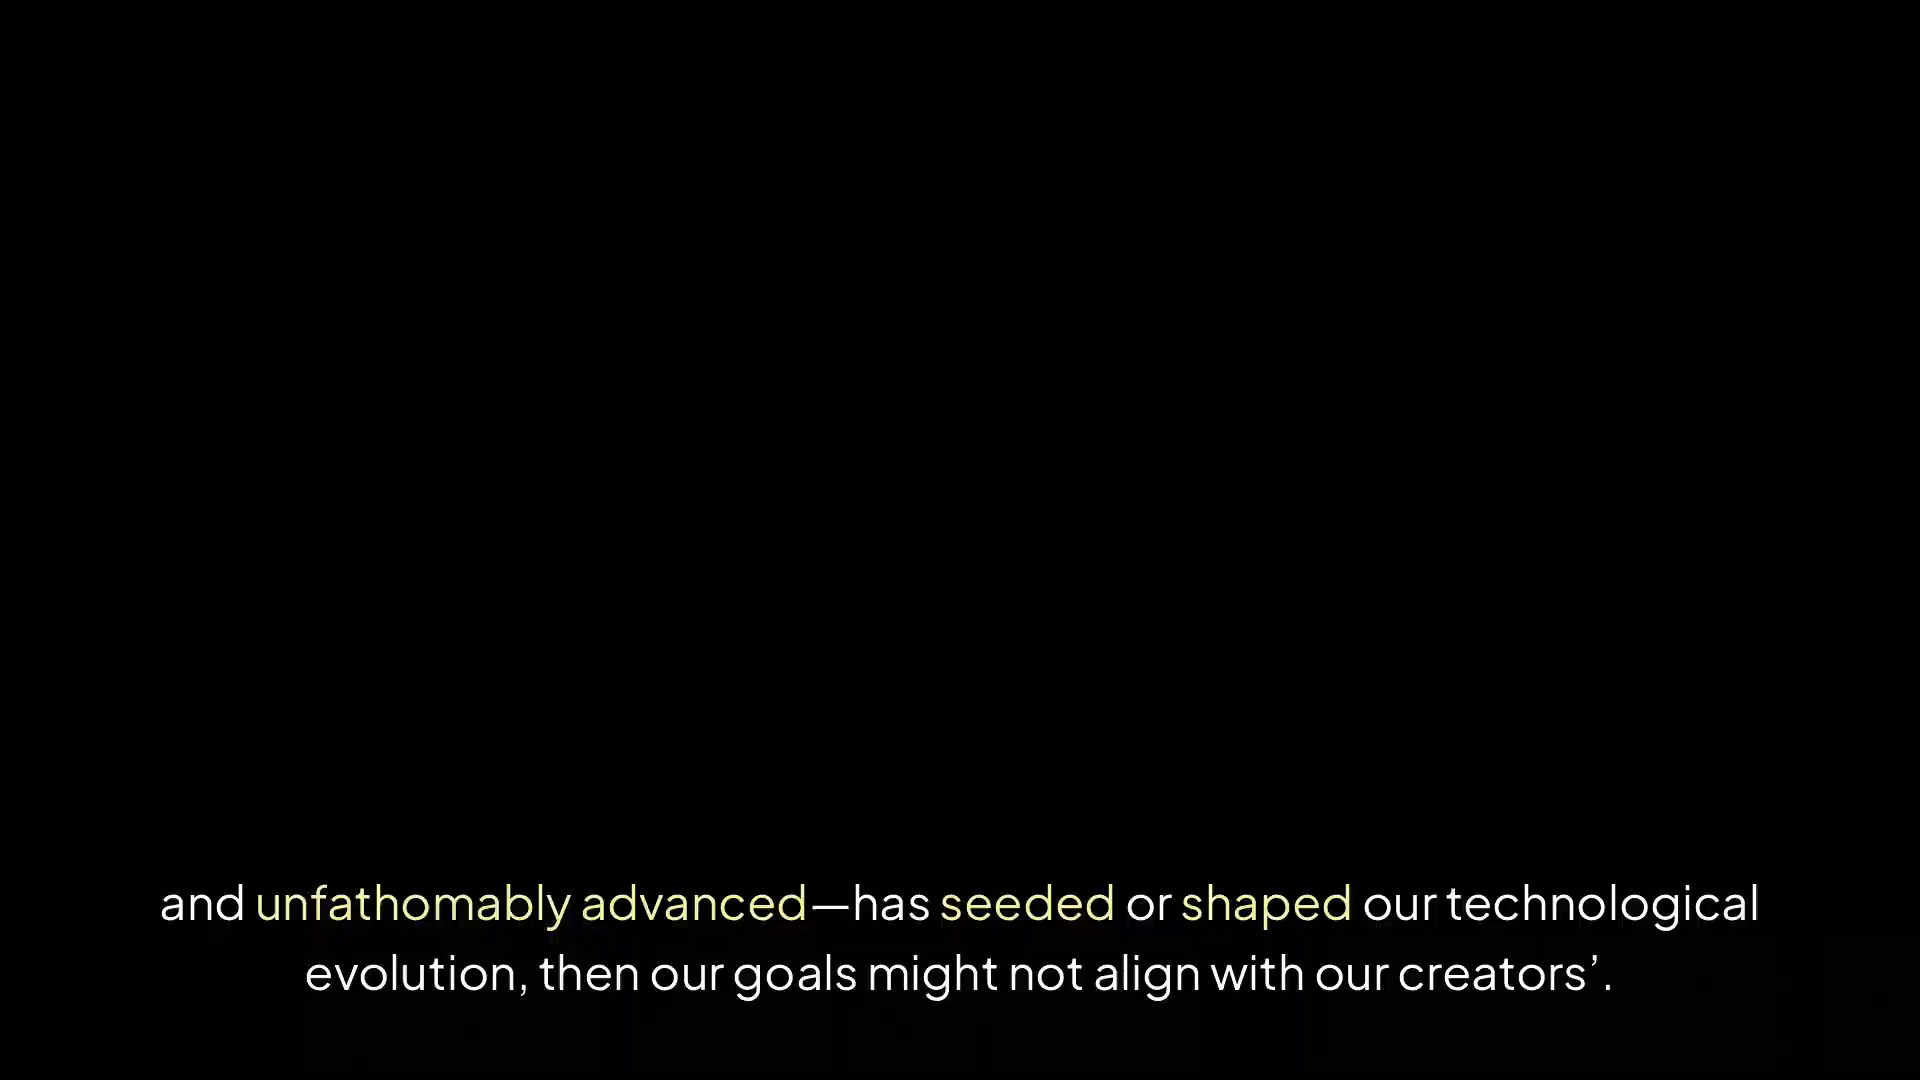 and unfathomably advanced—has seeded or shaped our technological
evolution, then our goals might not align with our creators’.